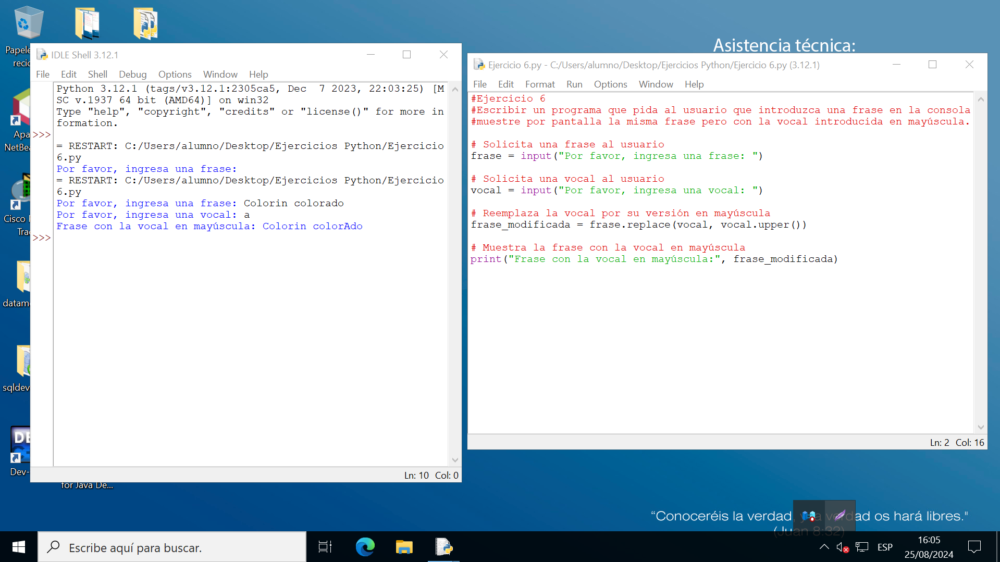 Papele
recic
Apa
NetBea
Cisco P
Trac
datamo
sqldev
Dev-
for Java De...
Asistencia técnica:
IDLE Shell 3.12.1
File Edit Shell Debug Options Window Help
Python 3.12.1 (tags/v3.12.1:2305ca5, Dec  7 2023, 22:03:25) [M
SC v.1937 64 bit (AMD64)] on win32
Type "help", "copyright", "credits" or "license()" for more in
formation.
>>>
= RESTART: C:/Users/alumno/Desktop/Ejercicios Python/Ejercicio
6.py
Por favor, ingresa una frase:
= RESTART: C:/Users/alumno/Desktop/Ejercicios Python/Ejercicio
6.py
Por favor, ingresa una frase: Colorin colorado
Por favor, ingresa una vocal: a
Frase con la vocal en mayúscula: Colorin colorAdo
>>>
Ln: 10 Col: 0
Ejercicio 6.py - C:/Users/alumno/Desktop/Ejercicios Python/Ejercicio 6.py (3.12.1)
File Edit Format Run Options Window Help
#Ejercicio 6
#Escribir un programa que pida al usuario que introduzca una frase en la consola
#muestre por pantalla la misma frase pero con la vocal introducida en mayúscula.
# Solicita una frase al usuario
frase = input("Por favor, ingresa una frase: ")
# Solicita una vocal al usuario
vocal = input("Por favor, ingresa una vocal: ")
# Reemplaza la vocal por su versión en mayúscula
frase_modificada = frase.replace(vocal, vocal.upper())
# Muestra la frase con la vocal en mayúscula
print("Frase con la vocal en mayúscula:", frase_modificada)
Ln: 2 Col: 16
“Conoceréis la verdad, y la verdad os hará libres."
(Juan 8:32)
Escribe aquí para buscar.
ESP
16:05
25/08/2024